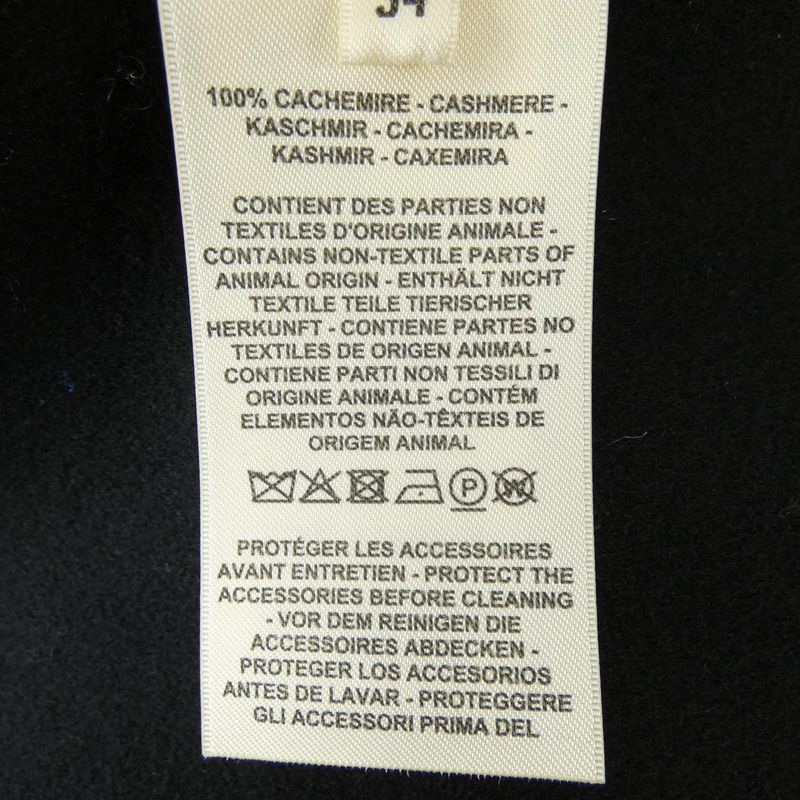 34
100% CACHEMIRE - CASHMERE -
KASCHMIR - CACHEMIRA -
KASHMIR - CAXEMIRA
CONTIENT DES PARTIES NON
TEXTILES D'ORIGINE ANIMALE -
CONTAINS NON-TEXTILE PARTS OF
ANIMAL ORIGIN - ENTHÄLT NICHT
TEXTILE TEILE TIERISCHER
HERKUNFT - CONTIENE PARTES NO
TEXTILES DE ORIGEN ANIMAL -
CONTIENE PARTI NON TESSILI DI
ORIGINE ANIMALE - CONTÉM
ELEMENTOS NÃO-TÊXTEIS DE
ORIGEM ANIMAL
P W
PROTÉGER LES ACCESSOIRES
AVANT ENTRETIEN - PROTECT THE
ACCESSORIES BEFORE CLEANING
- VOR DEM REINIGEN DIE
ACCESSOIRES ABDECKEN -
PROTEGER LOS ACCESORIOS
ANTES DE LAVAR - PROTEGGERE
GLI ACCESSORI PRIMA DEL